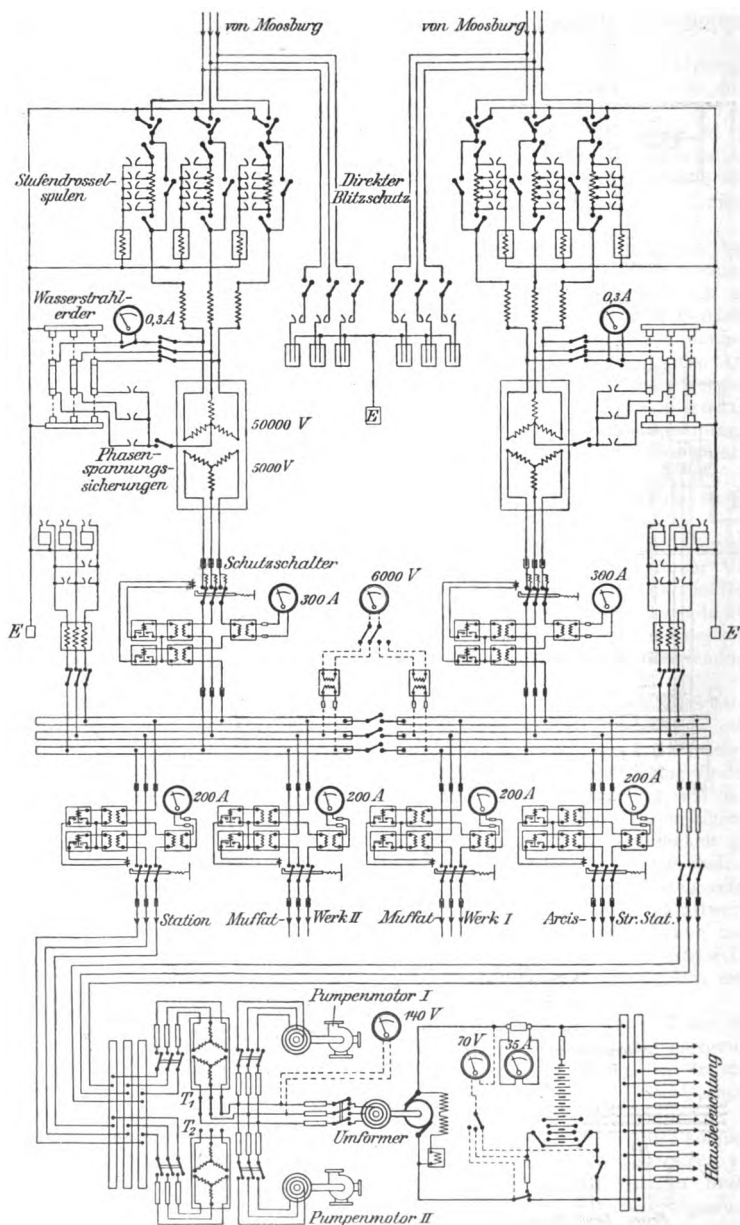 von Moosburg
von Moosburg
Stufendrossel-
spulen
Direkter
Blitzschutz
Wasserstrahl-
erder
0,3 A
0,3 A
50000 V
5000 V
E
Phasen-
spannungs-
sicherungen
Schutzschalter
300 A
6000 V
300 A
E
E
200 A
200 A
200 A
200 A
Station
Muffat-Werk II
Muffat-Werk I
Arcis-Str. Stat.
Pumpenmotor I
140 V
70 V
35 A
T1
T2
Umformer
Hausbeleuchtung
Pumpenmotor II